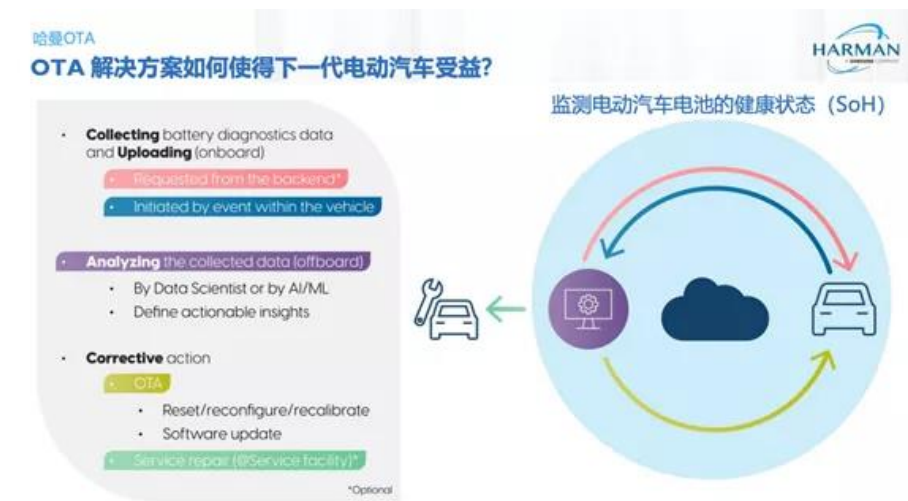 哈曼OTA
OTA 解决方案如何使得下一代电动汽车受益?
HARMAN
A SAMSUNG COMPANY
• Collecting battery diagnostics data
and Uploading (onboard)
• Requested from the backend*
• Initiated by event within the vehicle
• Analyzing the collected data (offboard)
• By Data Scientist or by AI/ML
• Define actionable insights
• Corrective action
• OTA
• Reset/reconfigure/recalibrate
• Software update
• Service repair (@Service facility)*
*Optional
监测电动汽车电池的健康状态（SoH）